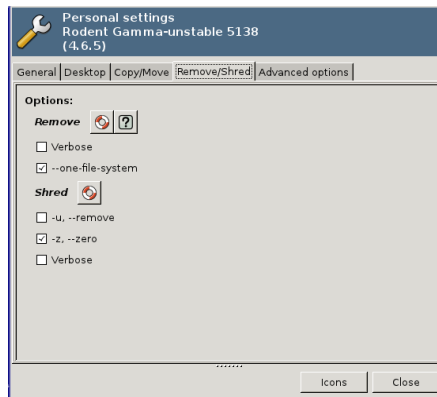 Personal settings
Rodent Gamma-unstable 5138
(4.6.5)
General Desktop Copy/Move Remove/Shred Advanced options
Options:
Remove ?
Verbose
--one-file-system
Shred
-u, --remove
-z, --zero
Verbose
Icons Close